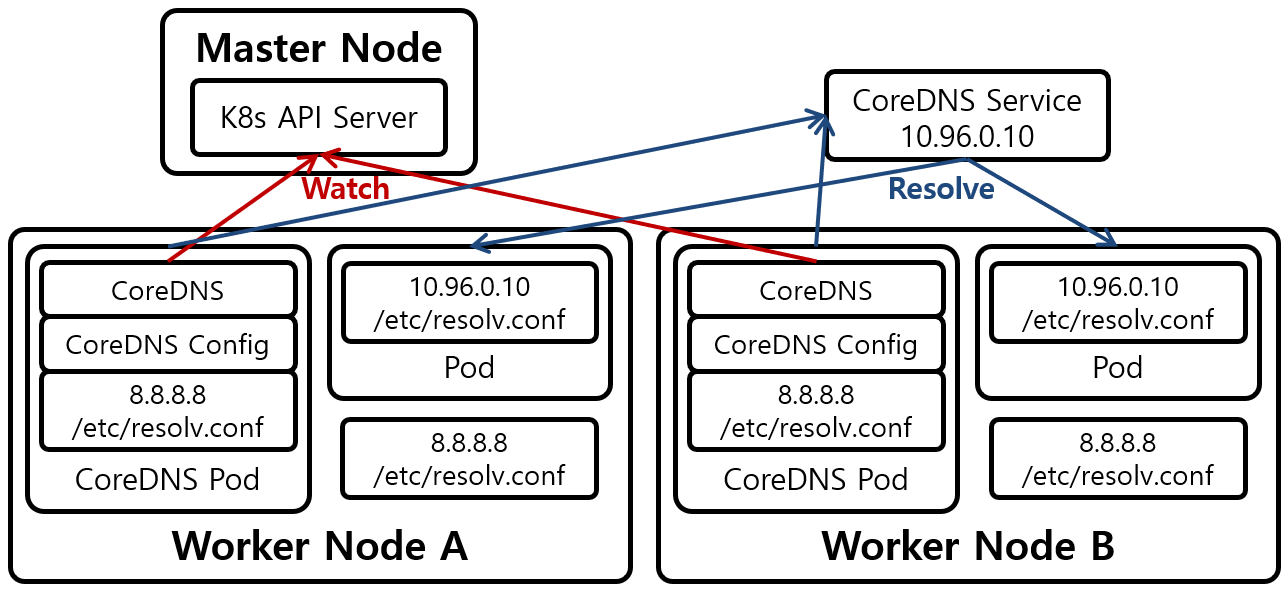 Master Node
K8s API Server
CoreDNS Service
10.96.0.10
Watch
Resolve
CoreDNS
CoreDNS Config
8.8.8.8
/etc/resolv.conf
CoreDNS Pod
10.96.0.10
/etc/resolv.conf
Pod
8.8.8.8
/etc/resolv.conf
Worker Node A
CoreDNS
CoreDNS Config
8.8.8.8
/etc/resolv.conf
CoreDNS Pod
10.96.0.10
/etc/resolv.conf
Pod
8.8.8.8
/etc/resolv.conf
Worker Node B